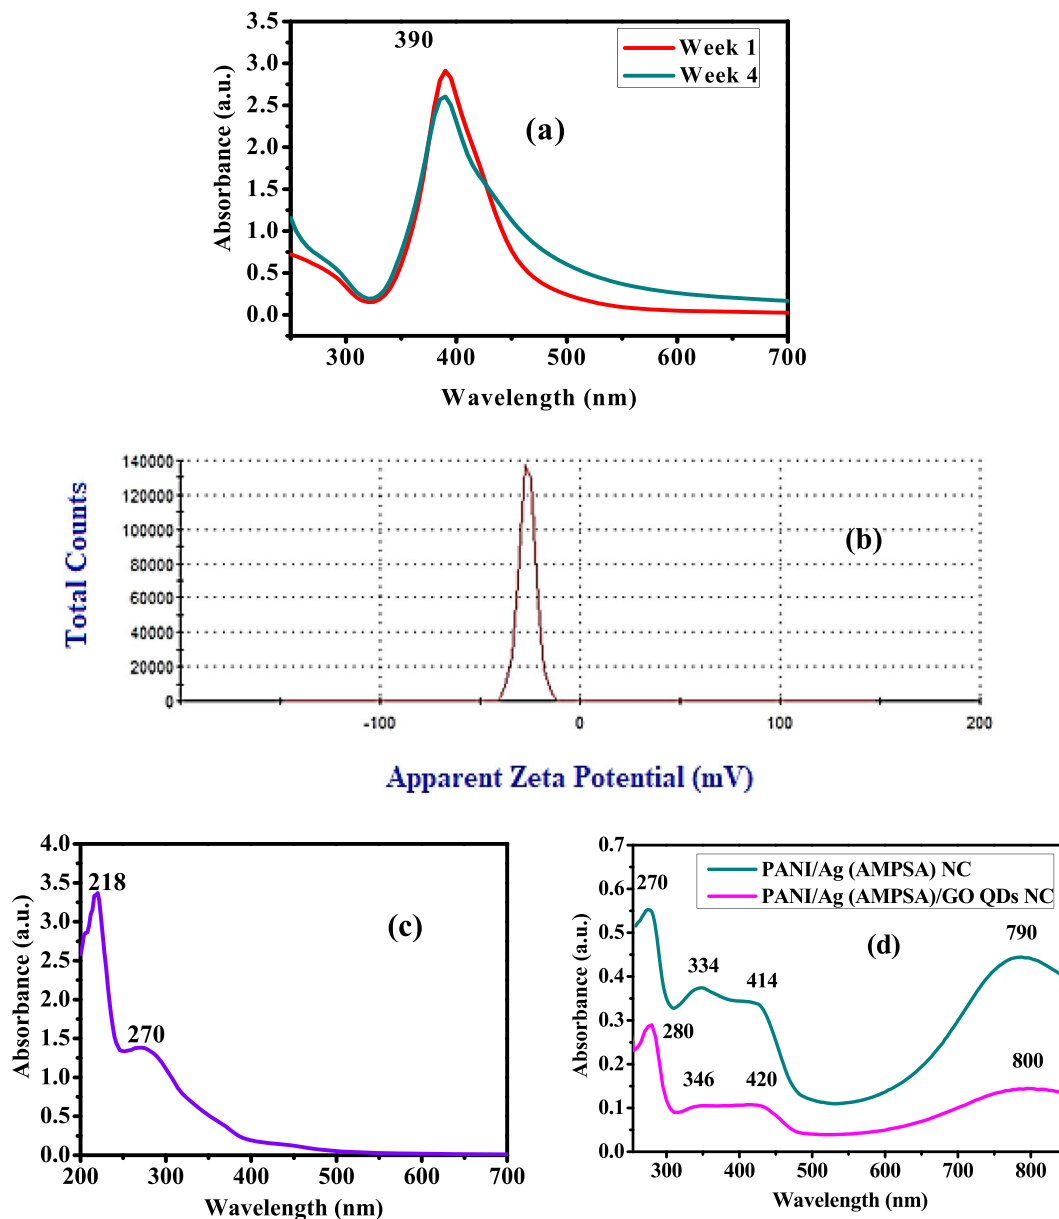 390
Week 1
Week 4
(a)
Absorbance (a.u.)
3.5
3.0
2.5
2.0
1.5
1.0
0.5
0.0
300 400 500 600 700
Wavelength (nm)
(b)
Total Counts
140000
120000
100000
80000
60000
40000
20000
0
-100 0 100 200
Apparent Zeta Potential (mV)
218
270
(c)
Absorbance (a.u.)
4.0
3.5
3.0
2.5
2.0
1.5
1.0
0.5
0.0
200 300 400 500 600 700
Wavelength (nm)
PANI/Ag (AMPSA) NC
PANI/Ag (AMPSA)/GO QDs NC
270
790
(d)
334 414
280
346 420 800
Absorbance (a.u.)
0.7
0.6
0.5
0.4
0.3
0.2
0.1
0.0
300 400 500 600 700 800
Wavelength (nm)